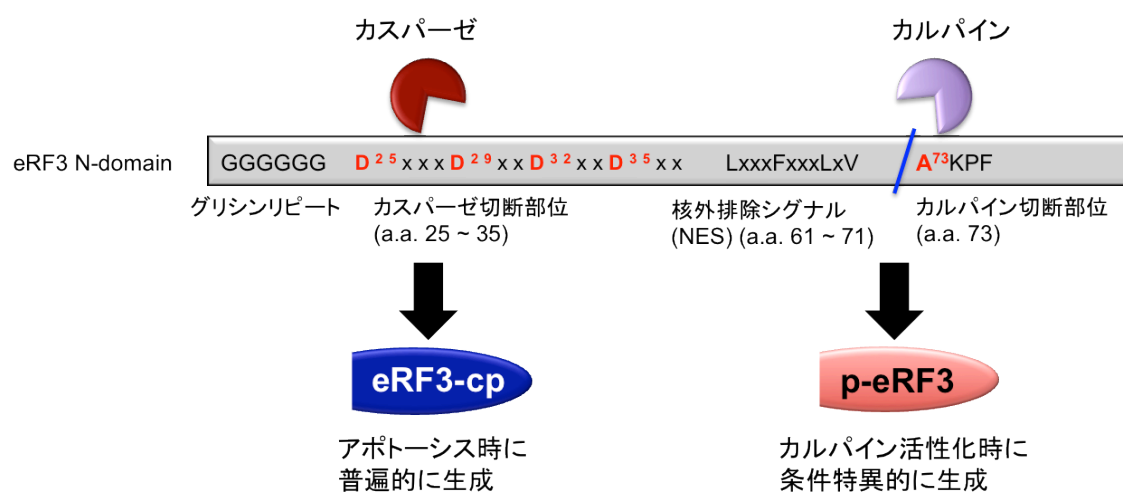 カスパーゼ
カルパイン
eRF3 N-domain
GGGGGG
D25xxxD29xxD32xxD35xx
LxxxFxxxLxV
A73KPF
グリシンリピート
カスパーゼ切断部位
(a.a. 25 ~ 35)
核外排除シグナル
(NES) (a.a. 61 ~ 71)
カルパイン切断部位
(a.a. 73)
eRF3-cp
p-eRF3
アポトーシス時に
普遍的に生成
カルパイン活性化時に
条件特異的に生成